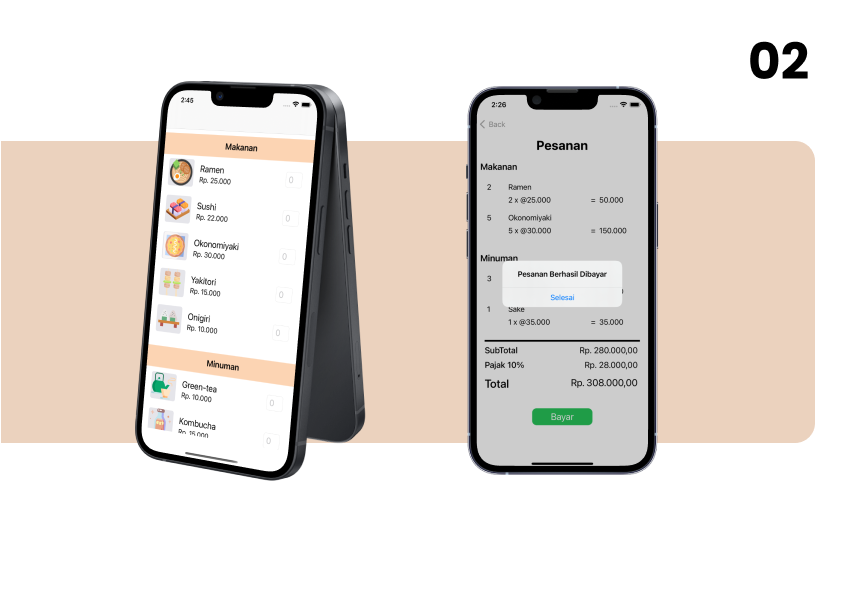 02
2:45
Makanan
Ramen
Rp. 25.000
0
Sushi
Rp. 22.000
0
Okonomiyaki
Rp. 30.000
0
Yakitori
Rp. 15.000
0
Onigiri
Rp. 10.000
0
Minuman
Green-tea
Rp. 10.000
0
Kombucha
Rp. 15.000
0
2:26
Back
Pesanan
Makanan
2 Ramen
2 x @25.000 = 50.000
5 Okonomiyaki
5 x @30.000 = 150.000
Minuman
3
Pesanan Berhasil Dibayar
Selesai
1 Sake
1 x @35.000 = 35.000
SubTotal Rp. 280.000,00
Pajak 10% Rp. 28.000,00
Total Rp. 308.000,00
Bayar